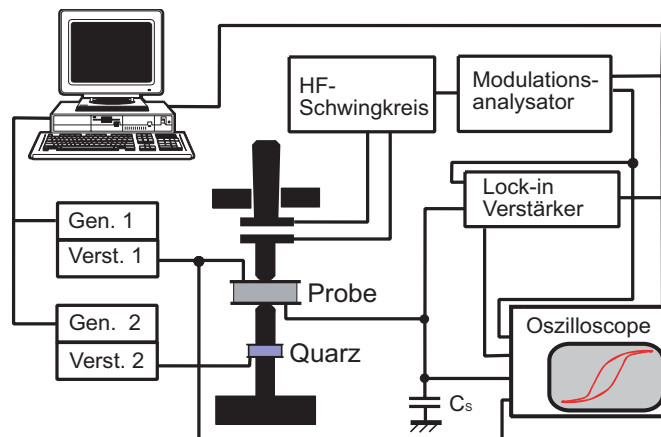 HF-
Schwingkreis
Modulations-
analysator
Lock-in
Verstärker
Gen. 1
Verst. 1
Probe
Gen. 2
Verst. 2
Quarz
Oszilloscope
Cs